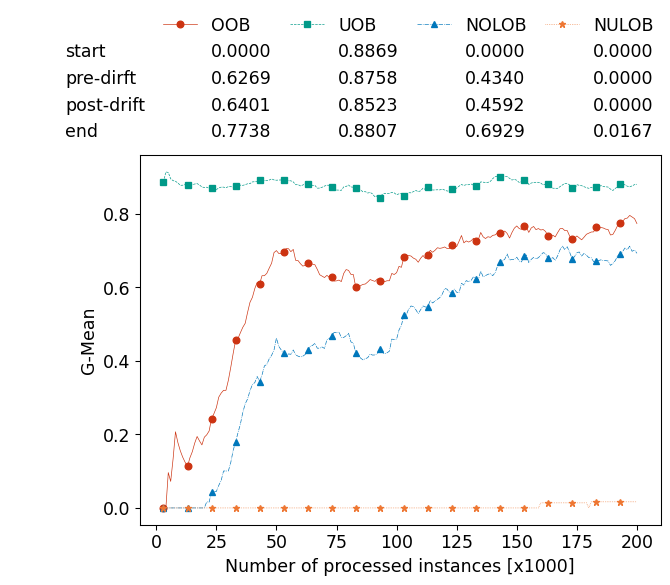 OOB UOB NOLOB NULOB
start 0.0000 0.8869 0.0000 0.0000
pre-dirft 0.6269 0.8758 0.4340 0.0000
post-drift 0.6401 0.8523 0.4592 0.0000
end 0.7738 0.8807 0.6929 0.0167
0.8
0.6
G-Mean
0.4
0.2
0.0
0 25 50 75 100 125 150 175 200
Number of processed instances [x1000]